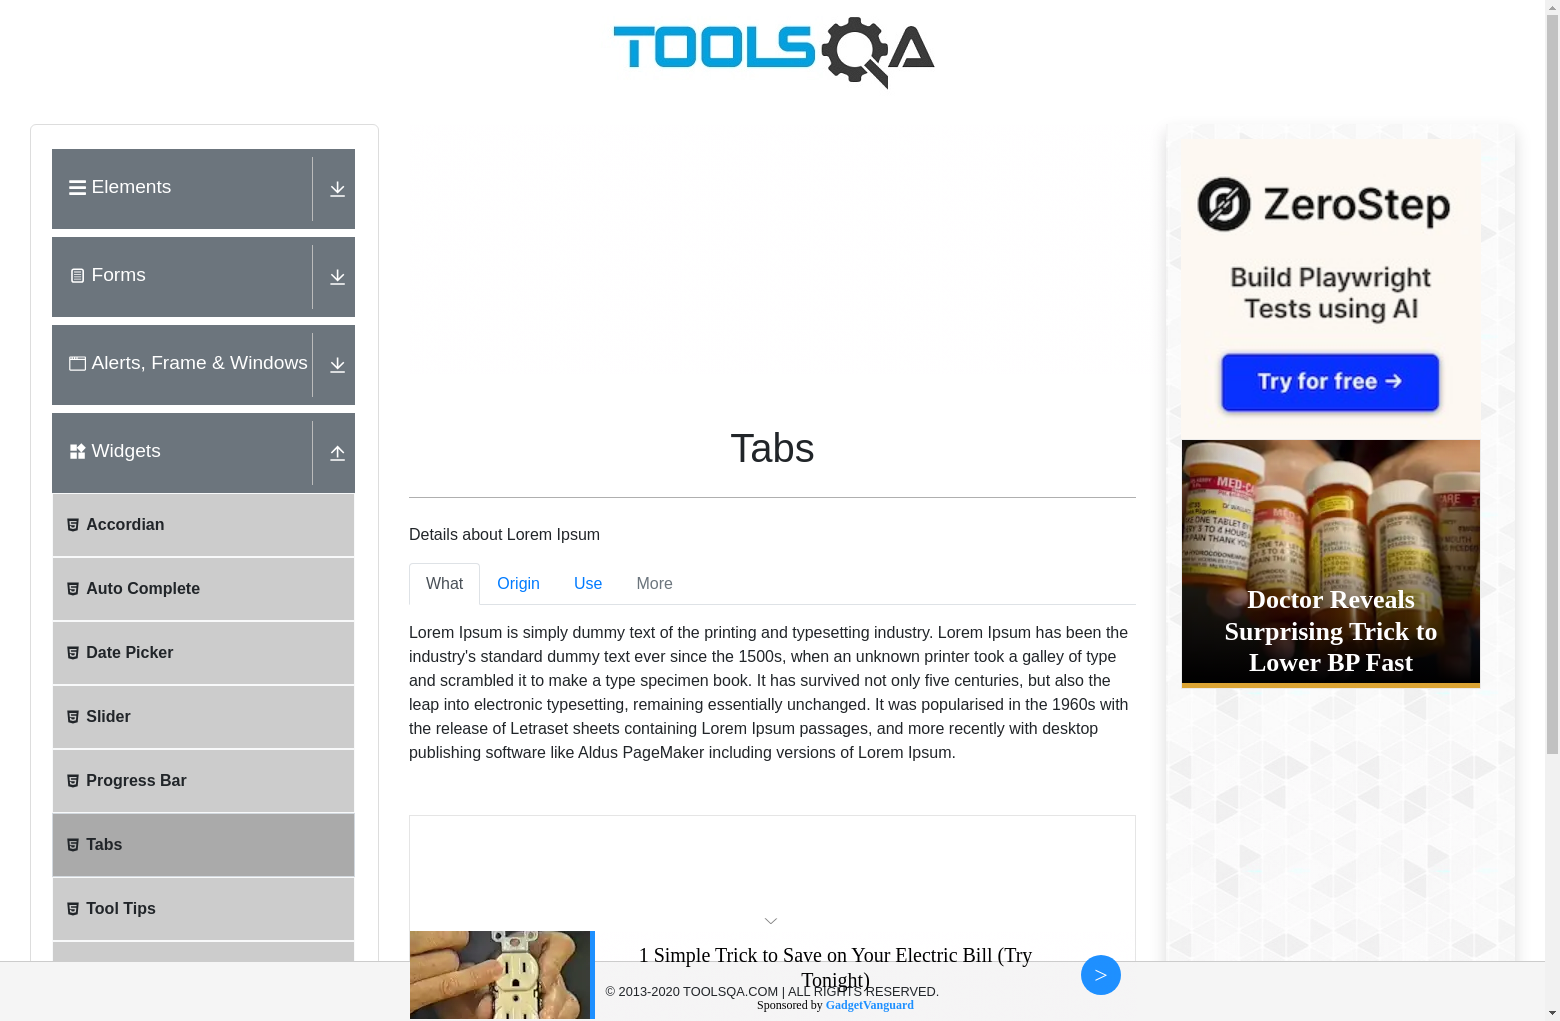 TOOLSQA
Elements
Forms
Alerts, Frame & Windows
Widgets
Accordian
Auto Complete
Date Picker
Slider
Progress Bar
Tabs
Tool Tips
Tabs
Details about Lorem Ipsum
What
Origin
Use
More
Lorem Ipsum is simply dummy text of the printing and typesetting industry. Lorem Ipsum has been the
industry's standard dummy text ever since the 1500s, when an unknown printer took a galley of type
and scrambled it to make a type specimen book. It has survived not only five centuries, but also the
leap into electronic typesetting, remaining essentially unchanged. It was popularised in the 1960s with
the release of Letraset sheets containing Lorem Ipsum passages, and more recently with desktop
publishing software like Aldus PageMaker including versions of Lorem Ipsum.
ZeroStep
Build Playwright
Tests using AI
Try for free →
MED-CA
Doctor Reveals
Surprising Trick to
Lower BP Fast
1 Simple Trick to Save on Your Electric Bill (Try
Tonight)
>
© 2013-2020 TOOLSQA.COM | ALL RIGHTS RESERVED.
Sponsored by GadgetVanguard